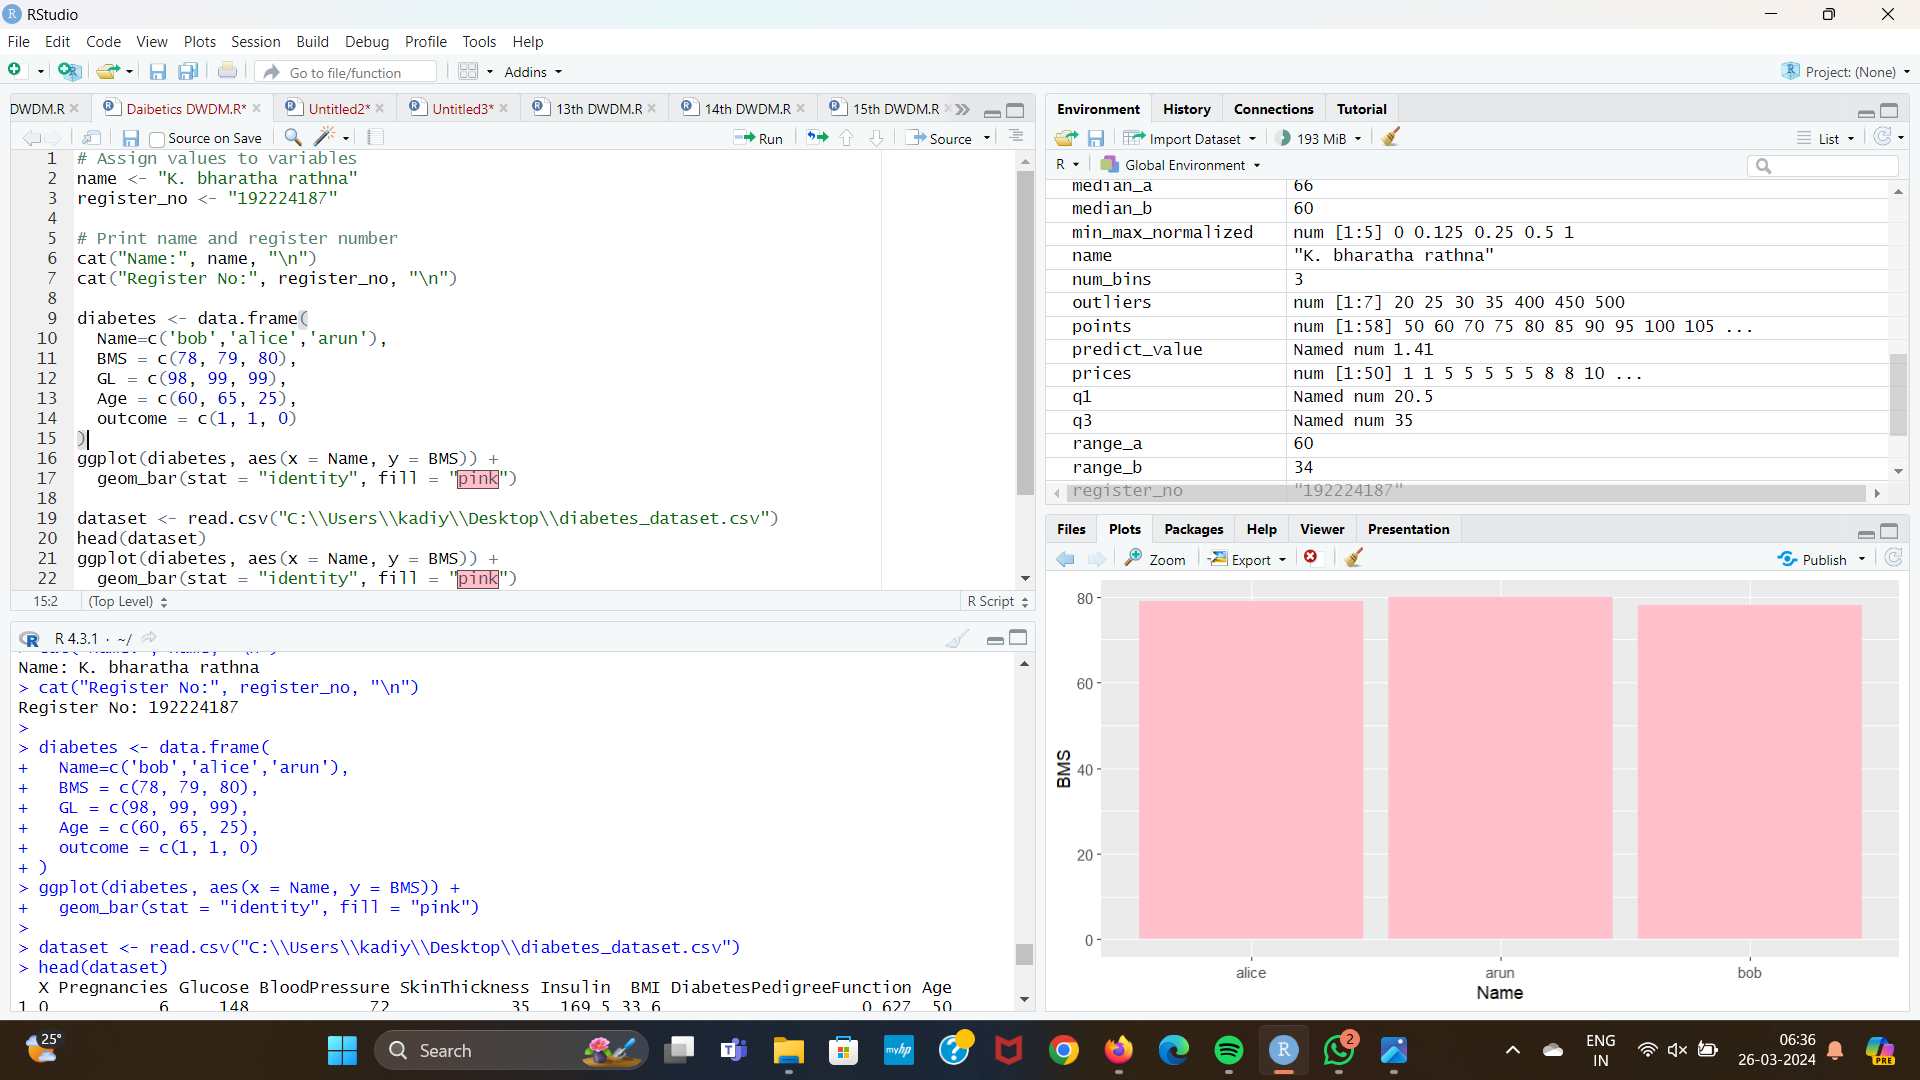 RStudio
File Edit Code View Plots Session Build Debug Profile Tools Help
Go to file/function Addins Project: (None)
DWDM.R Daibetics DWDM.R* Untitled2* Untitled3* 13th DWDM.R 14th DWDM.R 15th DWDM.R
Source on Save Run Source
1 # Assign values to variables
2 name <- "K. bharatha rathna"
3 register_no <- "192224187"
4
5 # Print name and register number
6 cat("Name:", name, "\n")
7 cat("Register No:", register_no, "\n")
8
9 diabetes <- data.frame(
10 Name=c('bob','alice','arun'),
11 BMS = c(78, 79, 80),
12 GL = c(98, 99, 99),
13 Age = c(60, 65, 25),
14 outcome = c(1, 1, 0)
15 )
16 ggplot(diabetes, aes(x = Name, y = BMS)) +
17 geom_bar(stat = "identity", fill = "pink")
18
19 dataset <- read.csv("C:\\Users\\kadiy\\Desktop\\diabetes_dataset.csv")
20 head(dataset)
21 ggplot(diabetes, aes(x = Name, y = BMS)) +
22 geom_bar(stat = "identity", fill = "pink")
15:2 (Top Level) R Script
R 4.3.1 · ~/
Name: K. bharatha rathna
> cat("Register No:", register_no, "\n")
Register No: 192224187
>
> diabetes <- data.frame(
+ Name=c('bob','alice','arun'),
+ BMS = c(78, 79, 80),
+ GL = c(98, 99, 99),
+ Age = c(60, 65, 25),
+ outcome = c(1, 1, 0)
+ )
> ggplot(diabetes, aes(x = Name, y = BMS)) +
+ geom_bar(stat = "identity", fill = "pink")
>
> dataset <- read.csv("C:\\Users\\kadiy\\Desktop\\diabetes_dataset.csv")
> head(dataset)
X Pregnancies Glucose BloodPressure SkinThickness Insulin BMI DiabetesPedigreeFunction Age
1 0 6 148 72 35 169.5 33.6 0.627 50
Environment History Connections Tutorial
Import Dataset 193 MiB List
R Global Environment
median_a 66
median_b 60
min_max_normalized num [1:5] 0 0.125 0.25 0.5 1
name "K. bharatha rathna"
num_bins 3
outliers num [1:7] 20 25 30 35 400 450 500
points num [1:58] 50 60 70 75 80 85 90 95 100 105 ...
predict_value Named num 1.41
prices num [1:50] 1 1 5 5 5 5 5 8 8 10 ...
q1 Named num 20.5
q3 Named num 35
range_a 60
range_b 34
register_no "192224187"
Files Plots Packages Help Viewer Presentation
Zoom Export Publish
80
60
40
20
0
BMS
alice arun bob
Name
25°
Search
myhp
2
ENG
IN
06:36
26-03-2024
PRE